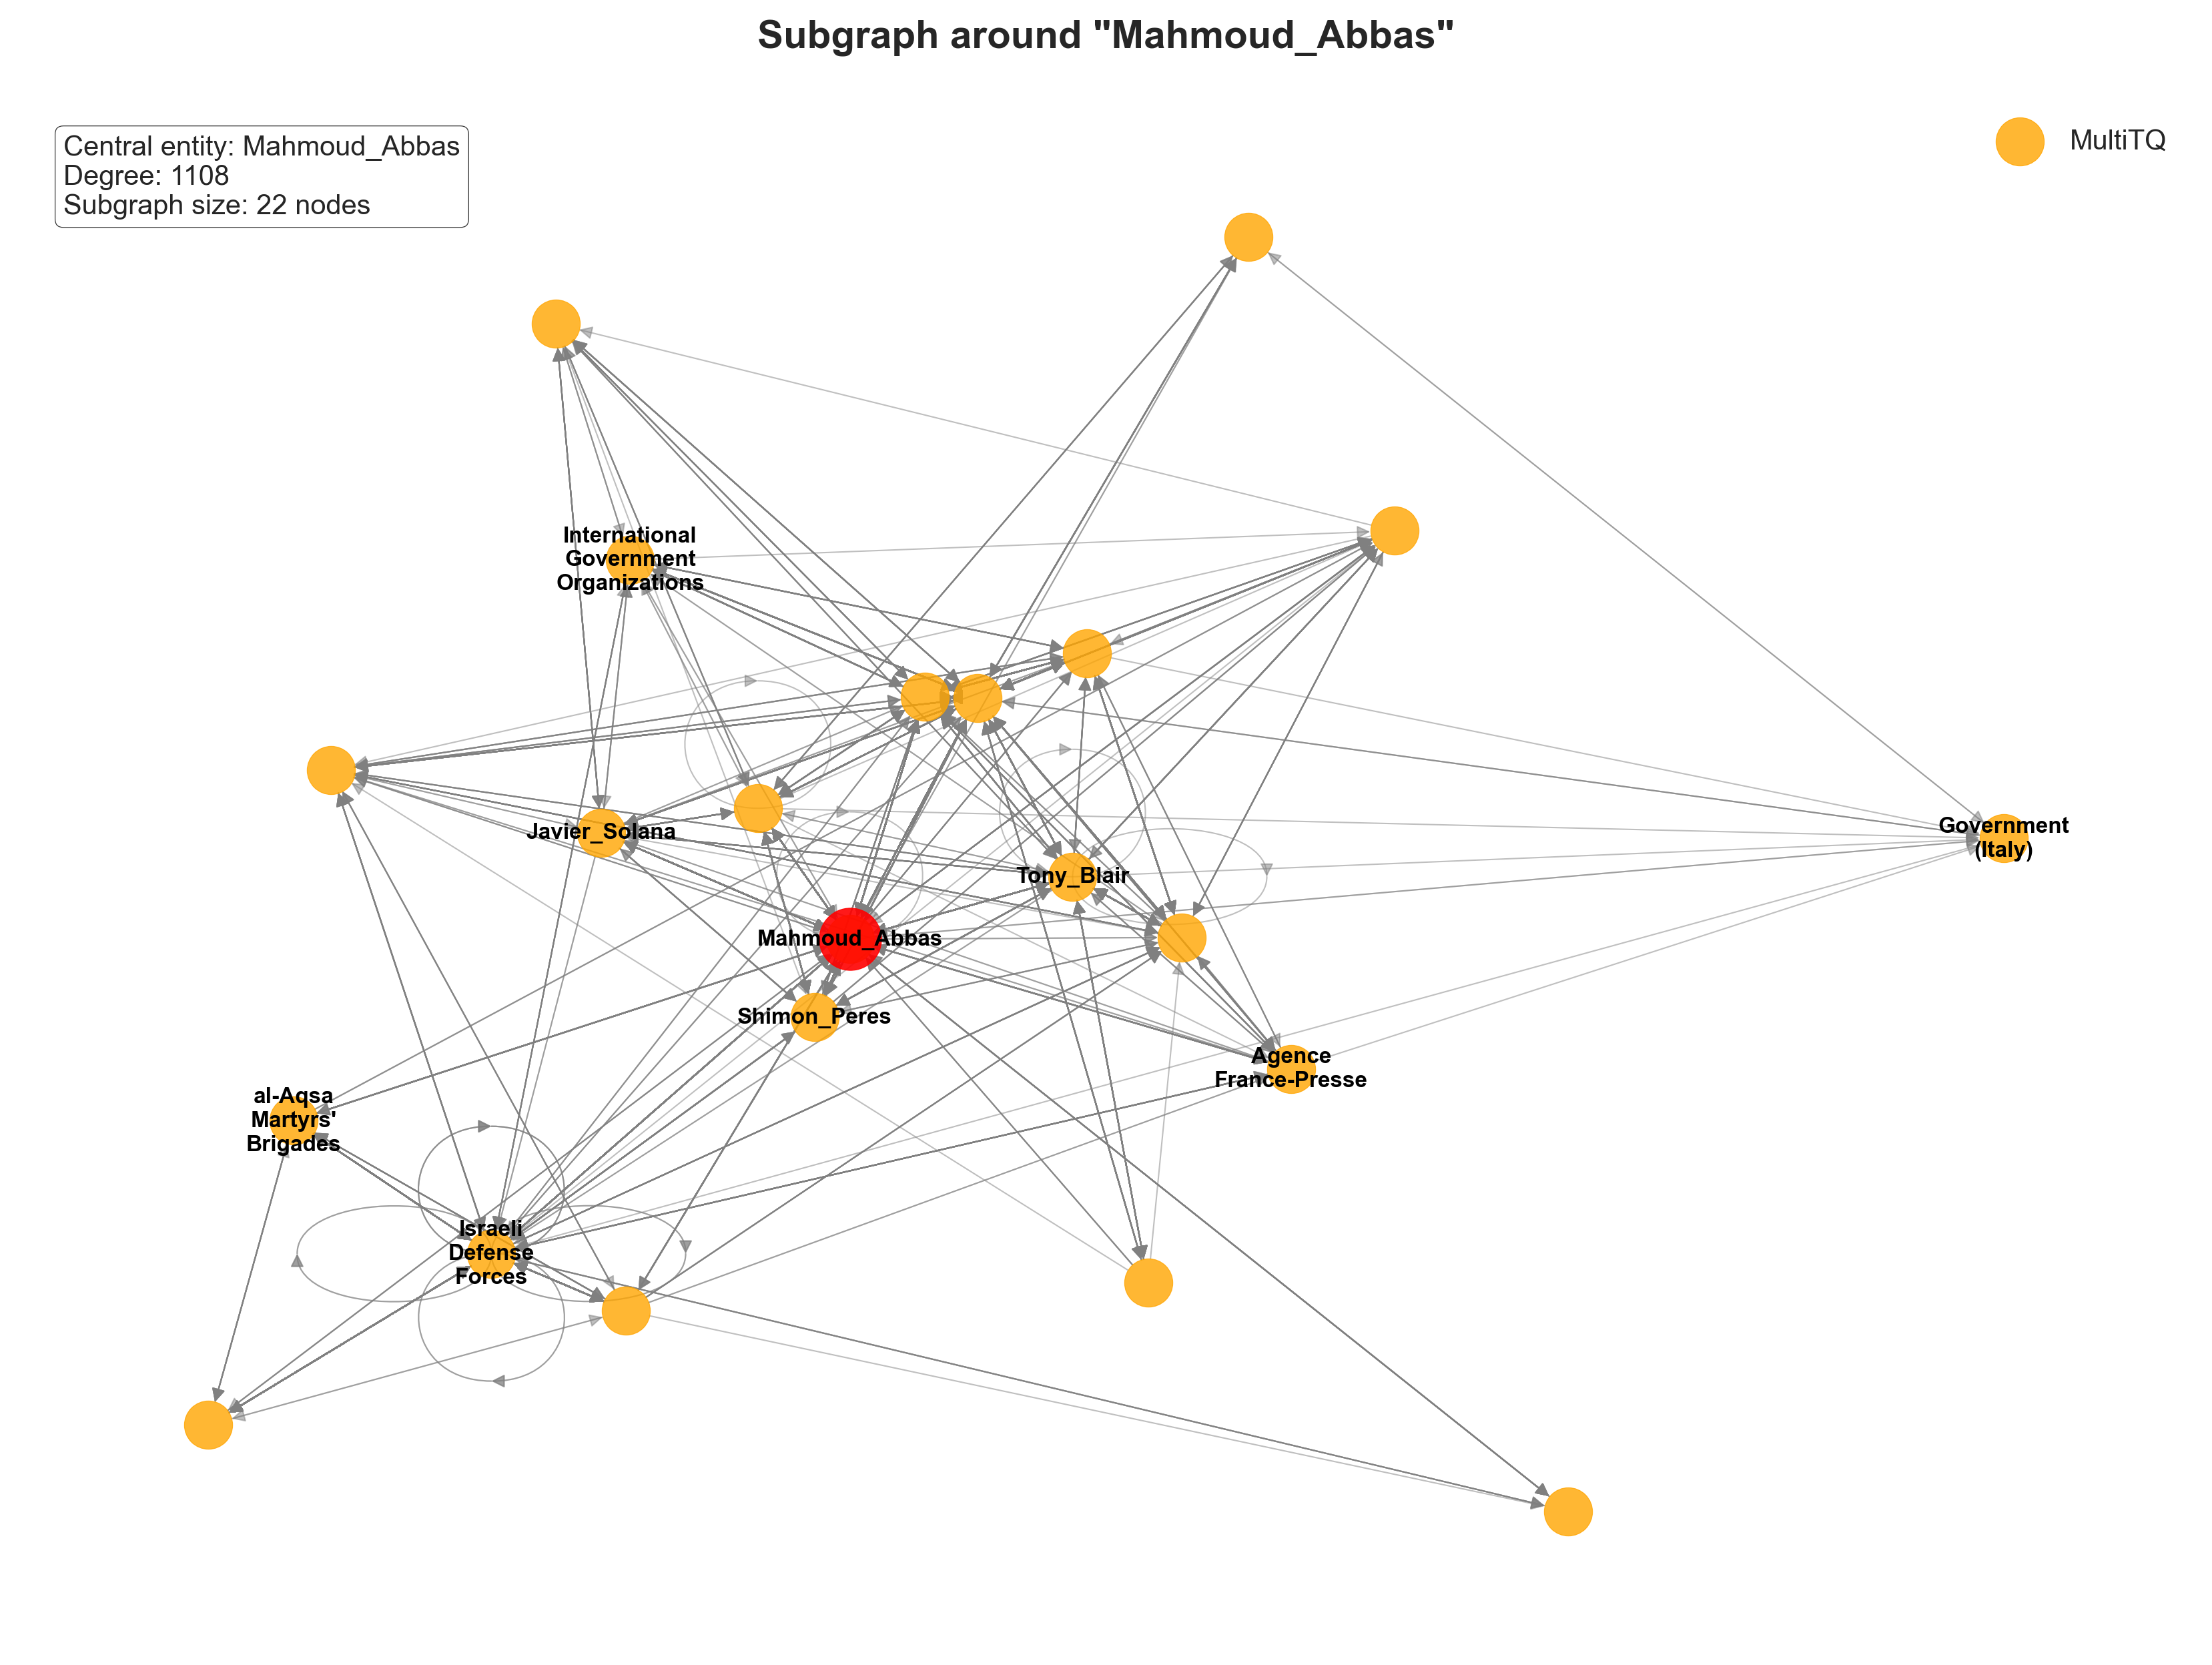 Subgraph around "Mahmoud_Abbas"
Central entity: Mahmoud_Abbas
Degree: 1108
Subgraph size: 22 nodes
MultiTQ
International
Government
Organizations
Javier_Solana
Government
(Italy)
Tony_Blair
Mahmoud_Abbas
Shimon_Peres
Agence
France-Presse
al-Aqsa
Martyrs'
Brigades
Israeli
Defense
Forces